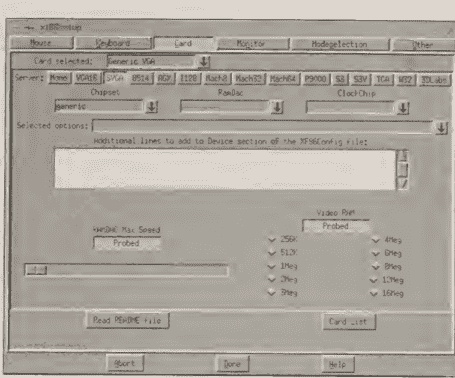 XF86Setup
Mouse Keyboard Card Monitor Modeselection Other
Card selected: Generic VGA
Server: Mono VGA16 SVGA 8514 AGX I128 Mach8 Mach32 Mach64 P9000 S3 S3V TGA W32 3DLabs
Chipset RamDac ClockChip
generic
Selected options:
Additional lines to add to Device section of the XF86Config file:
RAMDAC Max Speed Video RAM
Probed Probed
256K 4Meg
512K 6Meg
1Meg 8Meg
2Meg 12Meg
3Meg 16Meg
Read README file Card List
Abort Done Help